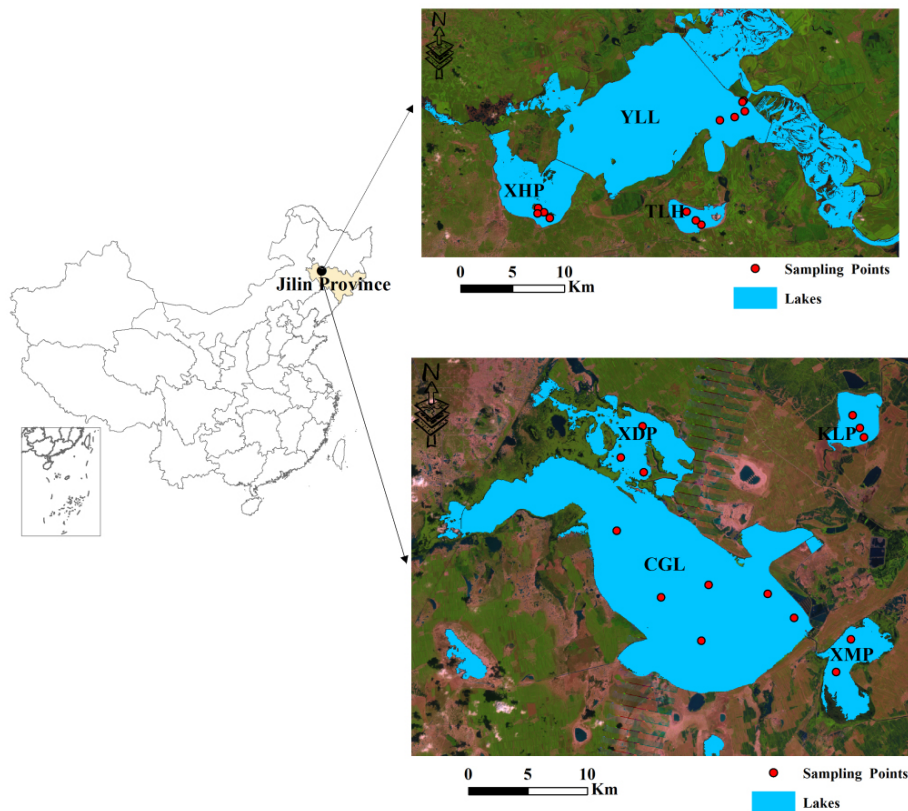 YLL
XHP
TLH
0 5 10
Km
Sampling Points
Lakes
Jilin Province
XDP
KLP
CGL
XMP
0 5 10
Km
Sampling Points
Lakes